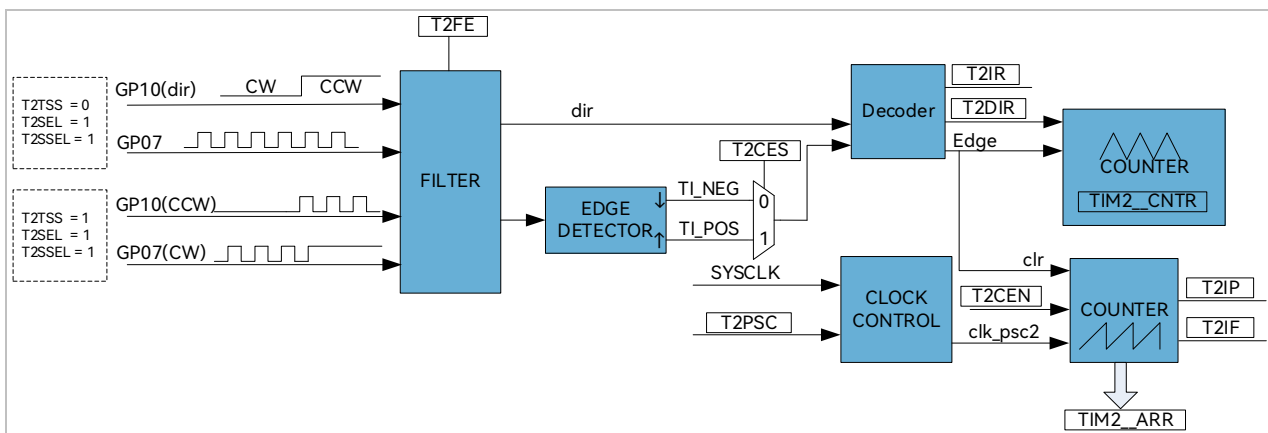 T2FE
T2TSS = 0
T2SEL = 1
T2SSEL = 1
GP10(dir)
CW
CCW
GP07
T2TSS = 1
T2SEL = 1
T2SSEL = 1
GP10(CCW)
GP07(CW)
FILTER
dir
EDGE
DETECTOR
↓
↑
TI_NEG
TI_POS
T2CES
0
1
Decoder
T2IR
T2DIR
Edge
COUNTER
TIM2__CNTR
SYSCLK
T2PSC
CLOCK
CONTROL
clr
T2CEN
clk_psc2
COUNTER
T2IP
T2IF
TIM2__ARR